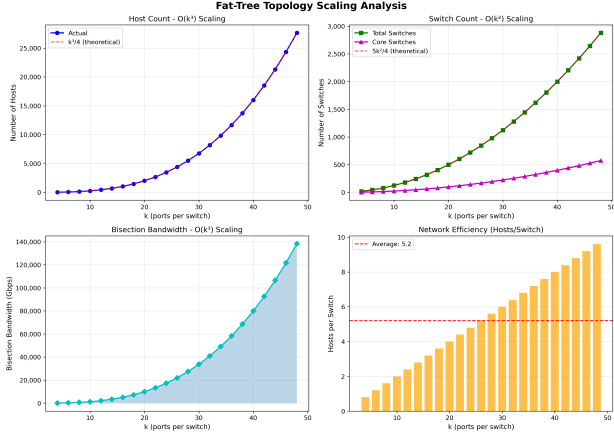 Fat-Tree Topology Scaling Analysis
Host Count - O(k³) Scaling
Actual
k³/4 (theoretical)
Number of Hosts
25,000
20,000
15,000
10,000
5,000
0
10
20
30
40
50
k (ports per switch)
Switch Count - O(k²) Scaling
Total Switches
Core Switches
5k²/4 (theoretical)
Number of Switches
3,000
2,500
2,000
1,500
1,000
500
0
10
20
30
40
50
k (ports per switch)
Bisection Bandwidth - O(k³) Scaling
Bisection Bandwidth (Gbps)
140,000
120,000
100,000
80,000
60,000
40,000
20,000
0
10
20
30
40
50
k (ports per switch)
Network Efficiency (Hosts/Switch)
Average: 5.2
Hosts per Switch
10
8
6
4
2
0
10
20
30
40
50
k (ports per switch)